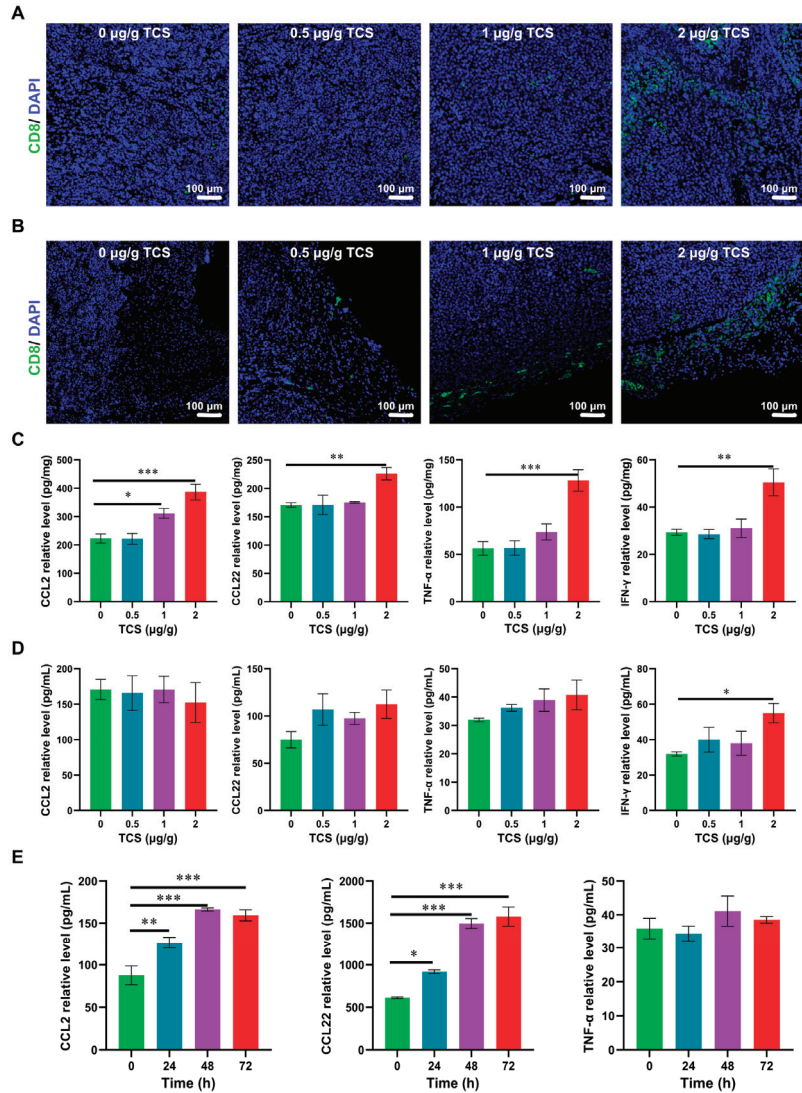 A
CD8/ DAPI
0 µg/g TCS
0.5 µg/g TCS
1 µg/g TCS
2 µg/g TCS
100 µm
100 µm
100 µm
100 µm
B
CD8/ DAPI
0 µg/g TCS
0.5 µg/g TCS
1 µg/g TCS
2 µg/g TCS
100 µm
100 µm
100 µm
100 µm
C
CCL2 relative level (pg/mg)
500
400
300
200
100
0
***
*
0 0.5 1 2
TCS (µg/g)
CCL22 relative level (pg/mg)
250
200
150
100
50
0
**
0 0.5 1 2
TCS (µg/g)
TNF-α relative level (pg/mg)
150
100
50
0
***
0 0.5 1 2
TCS (µg/g)
IFN-γ relative level (pg/mg)
60
40
20
0
**
0 0.5 1 2
TCS (µg/g)
D
CCL2 relative level (pg/mL)
200
150
100
50
0
0 0.5 1 2
TCS (µg/g)
CCL22 relative level (pg/mL)
150
100
50
0
0 0.5 1 2
TCS (µg/g)
TNF-α relative level (pg/mL)
50
40
30
20
10
0
0 0.5 1 2
TCS (µg/g)
IFN-γ relative level (pg/mL)
80
60
40
20
0
*
0 0.5 1 2
TCS (µg/g)
E
CCL2 relative level (pg/mL)
200
150
100
50
0
***
***
**
0 24 48 72
Time (h)
CCL22 relative level (pg/mL)
2000
1500
1000
500
0
***
***
*
0 24 48 72
Time (h)
TNF-α relative level (pg/mL)
50
40
30
20
10
0
0 24 48 72
Time (h)